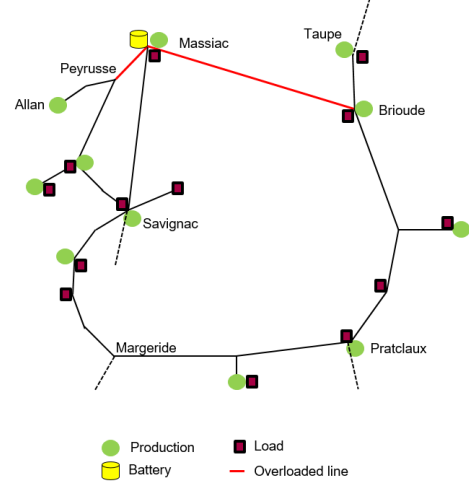 Taupe
Massiac
Peyrusse
Allan
Brioude
Savignac
Margeride
Pratclaux
Production
Load
Battery
Overloaded line